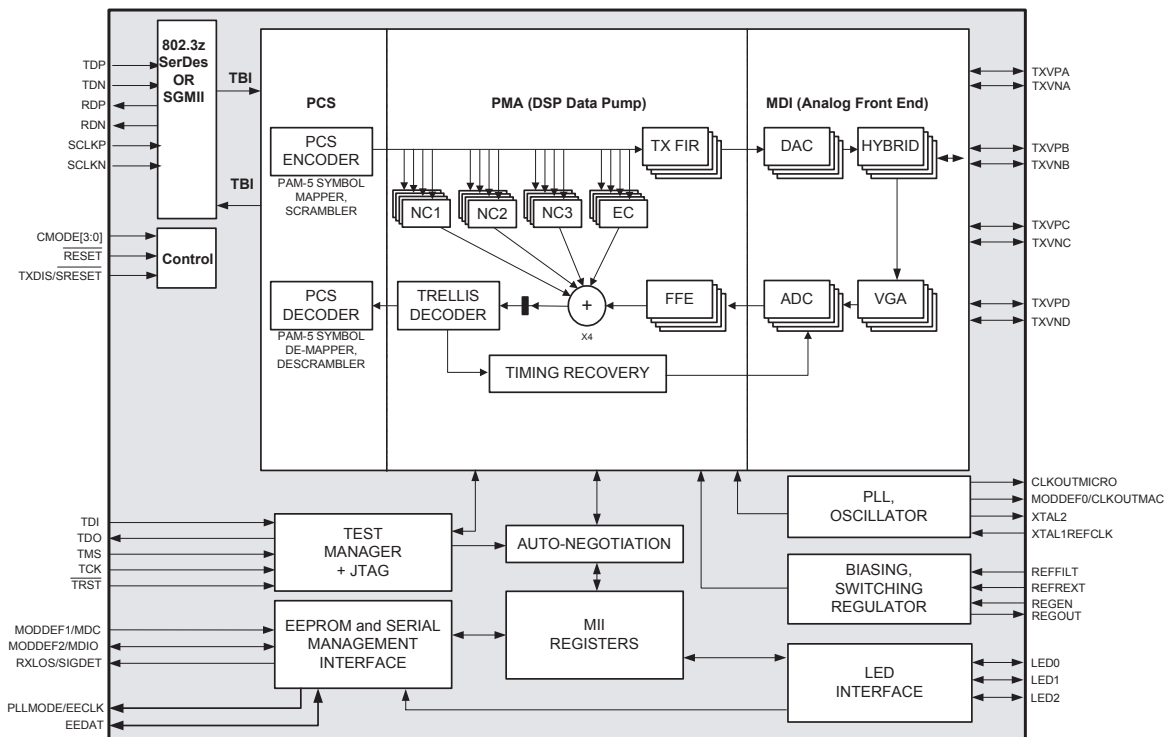 802.3z
SerDes
OR
SGMII
TBI
TBI
TDP
TDN
RDP
RDN
SCLKP
SCLKN
CMODE[3:0]
RESET
TXDIS/SRESET
Control
PCS
PMA (DSP Data Pump)
MDI (Analog Front End)
PCS
ENCODER
PAM-5 SYMBOL
MAPPER,
SCRAMBLER
TX FIR
DAC
HYBRID
NC1
NC2
NC3
EC
PCS
DECODER
PAM-5 SYMBOL
DE-MAPPER,
DESCRAMBLER
TRELLIS
DECODER
+
X4
FFE
ADC
VGA
TIMING RECOVERY
TXVPA
TXVNA
TXVPB
TXVNB
TXVPC
TXVNC
TXVPD
TXVND
TDI
TDO
TMS
TCK
TRST
TEST
MANAGER
+ JTAG
AUTO-NEGOTIATION
PLL,
OSCILLATOR
CLKOUTMICRO
MODDEF0/CLKOUTMAC
XTAL2
XTAL1REFCLK
BIASING,
SWITCHING
REGULATOR
REFFILT
REFREXT
REGEN
REGOUT
MODDEF1/MDC
MODDEF2/MDIO
RXLOS/SIGDET
PLLMODE/EECLK
EEDAT
EEPROM and SERIAL
MANAGEMENT
INTERFACE
MII
REGISTERS
LED
INTERFACE
LED0
LED1
LED2